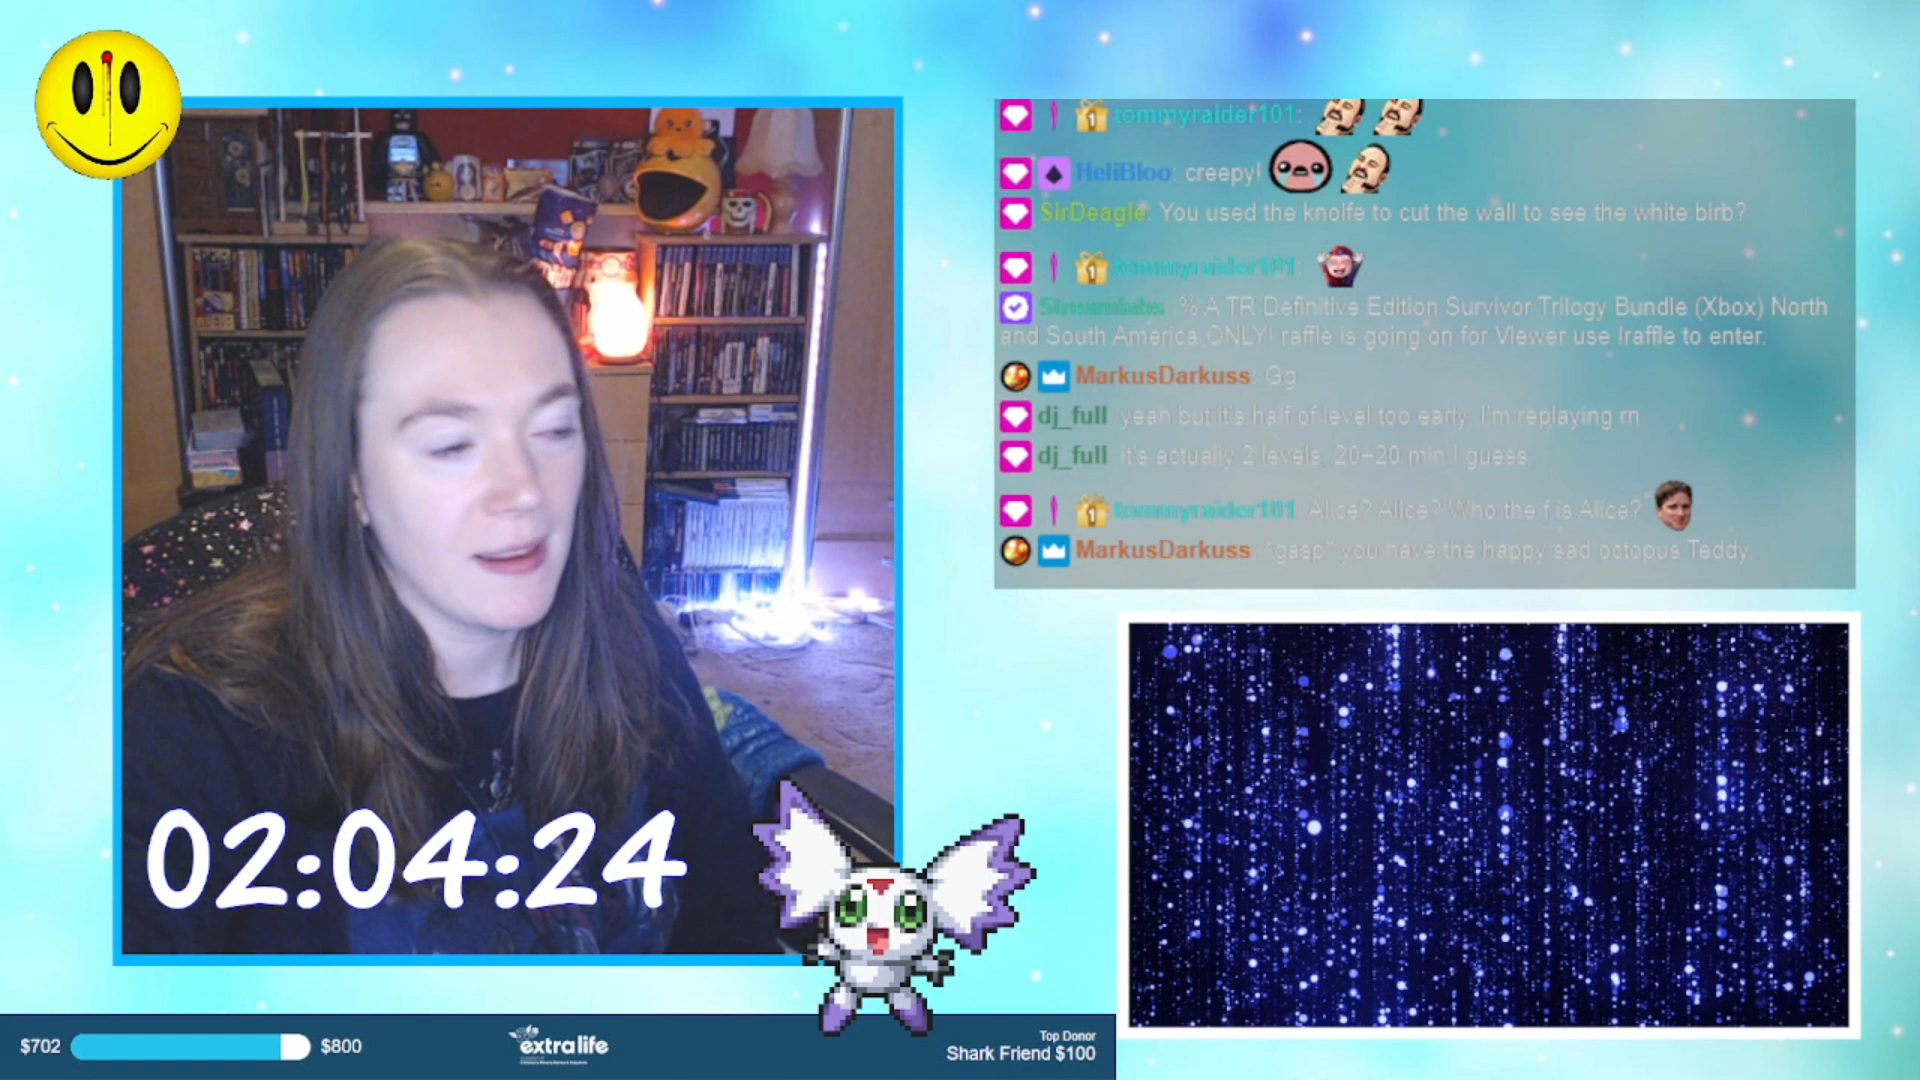 tommyraider101:
HeliBloo: creepy!
SirDeagle: You used the knoife to cut the wall to see the white birb?
tommyraider101
Streamlabs % A TR Definitive Edition Survivor Trilogy Bundle (Xbox) North
and South America ONLY! raffle is going on for Viewer use !raffle to enter.
MarkusDarkuss Gg
dj_full yeah but it's half of level too early. I'm replaying rn
dj_full it's actually 2 levels, 20+20 min I guess
1 tommyraider101 Alice? Alice? Who the f is Alice?
MarkusDarkuss *gasp* you have the happy sad octopus Teddy
02:04:24
$702
$800
extralife
Top Donor
Shark Friend $100